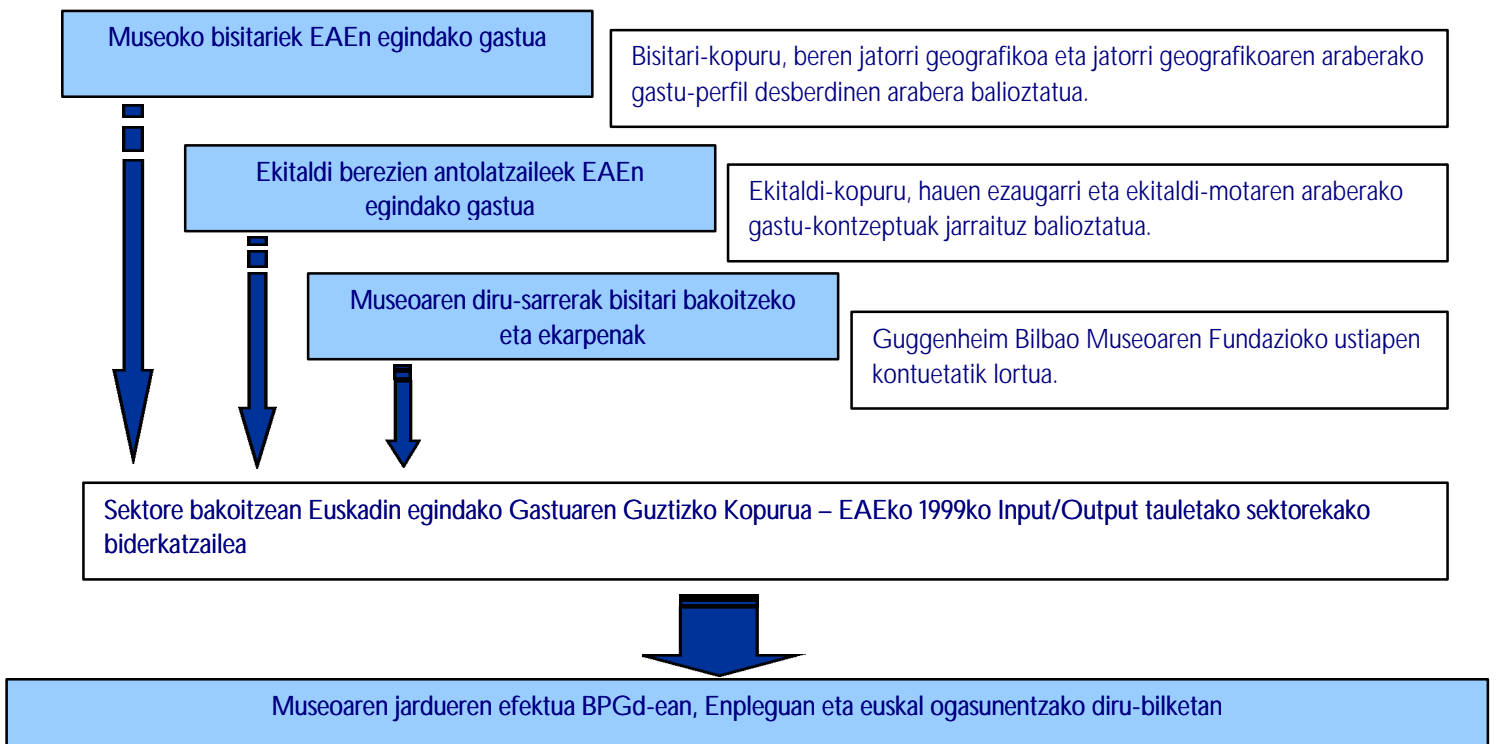 Museoko bisitariek EAEn egindako gastua
Bisitari-kopuru, beren jatorri geografikoa eta jatorri geografikoaren araberako
gastu-perfil desberdinen arabera balioztatua.
Ekitaldi berezien antolatzaileek EAEn
egindako gastua
Ekitaldi-kopuru, hauen ezaugarri eta ekitaldi-motaren araberako
gastu-kontzeptuak jarraituz balioztatua.
Museoaren diru-sarrerak bisitari bakoitzeko
eta ekarpenak
Guggenheim Bilbao Museoaren Fundazioko ustiapen
kontuetatik lortua.
Sektore bakoitzean Euskadin egindako Gastuaren Guztizko Kopurua – EAEko 1999ko Input/Output tauletako sektorekako
biderkatzailea
Museoaren jardueren efektua BPGd-ean, Enpleguan eta euskal ogasunentzako diru-bilketan